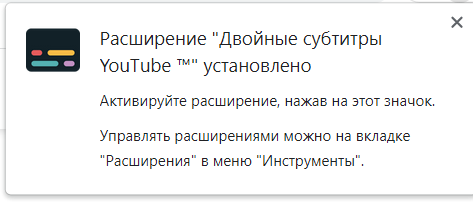 Расширение "Двойные субтитры
YouTube ™" установлено
Активируйте расширение, нажав на этот значок.
Управлять расширениями можно на вкладке
"Расширения" в меню "Инструменты".